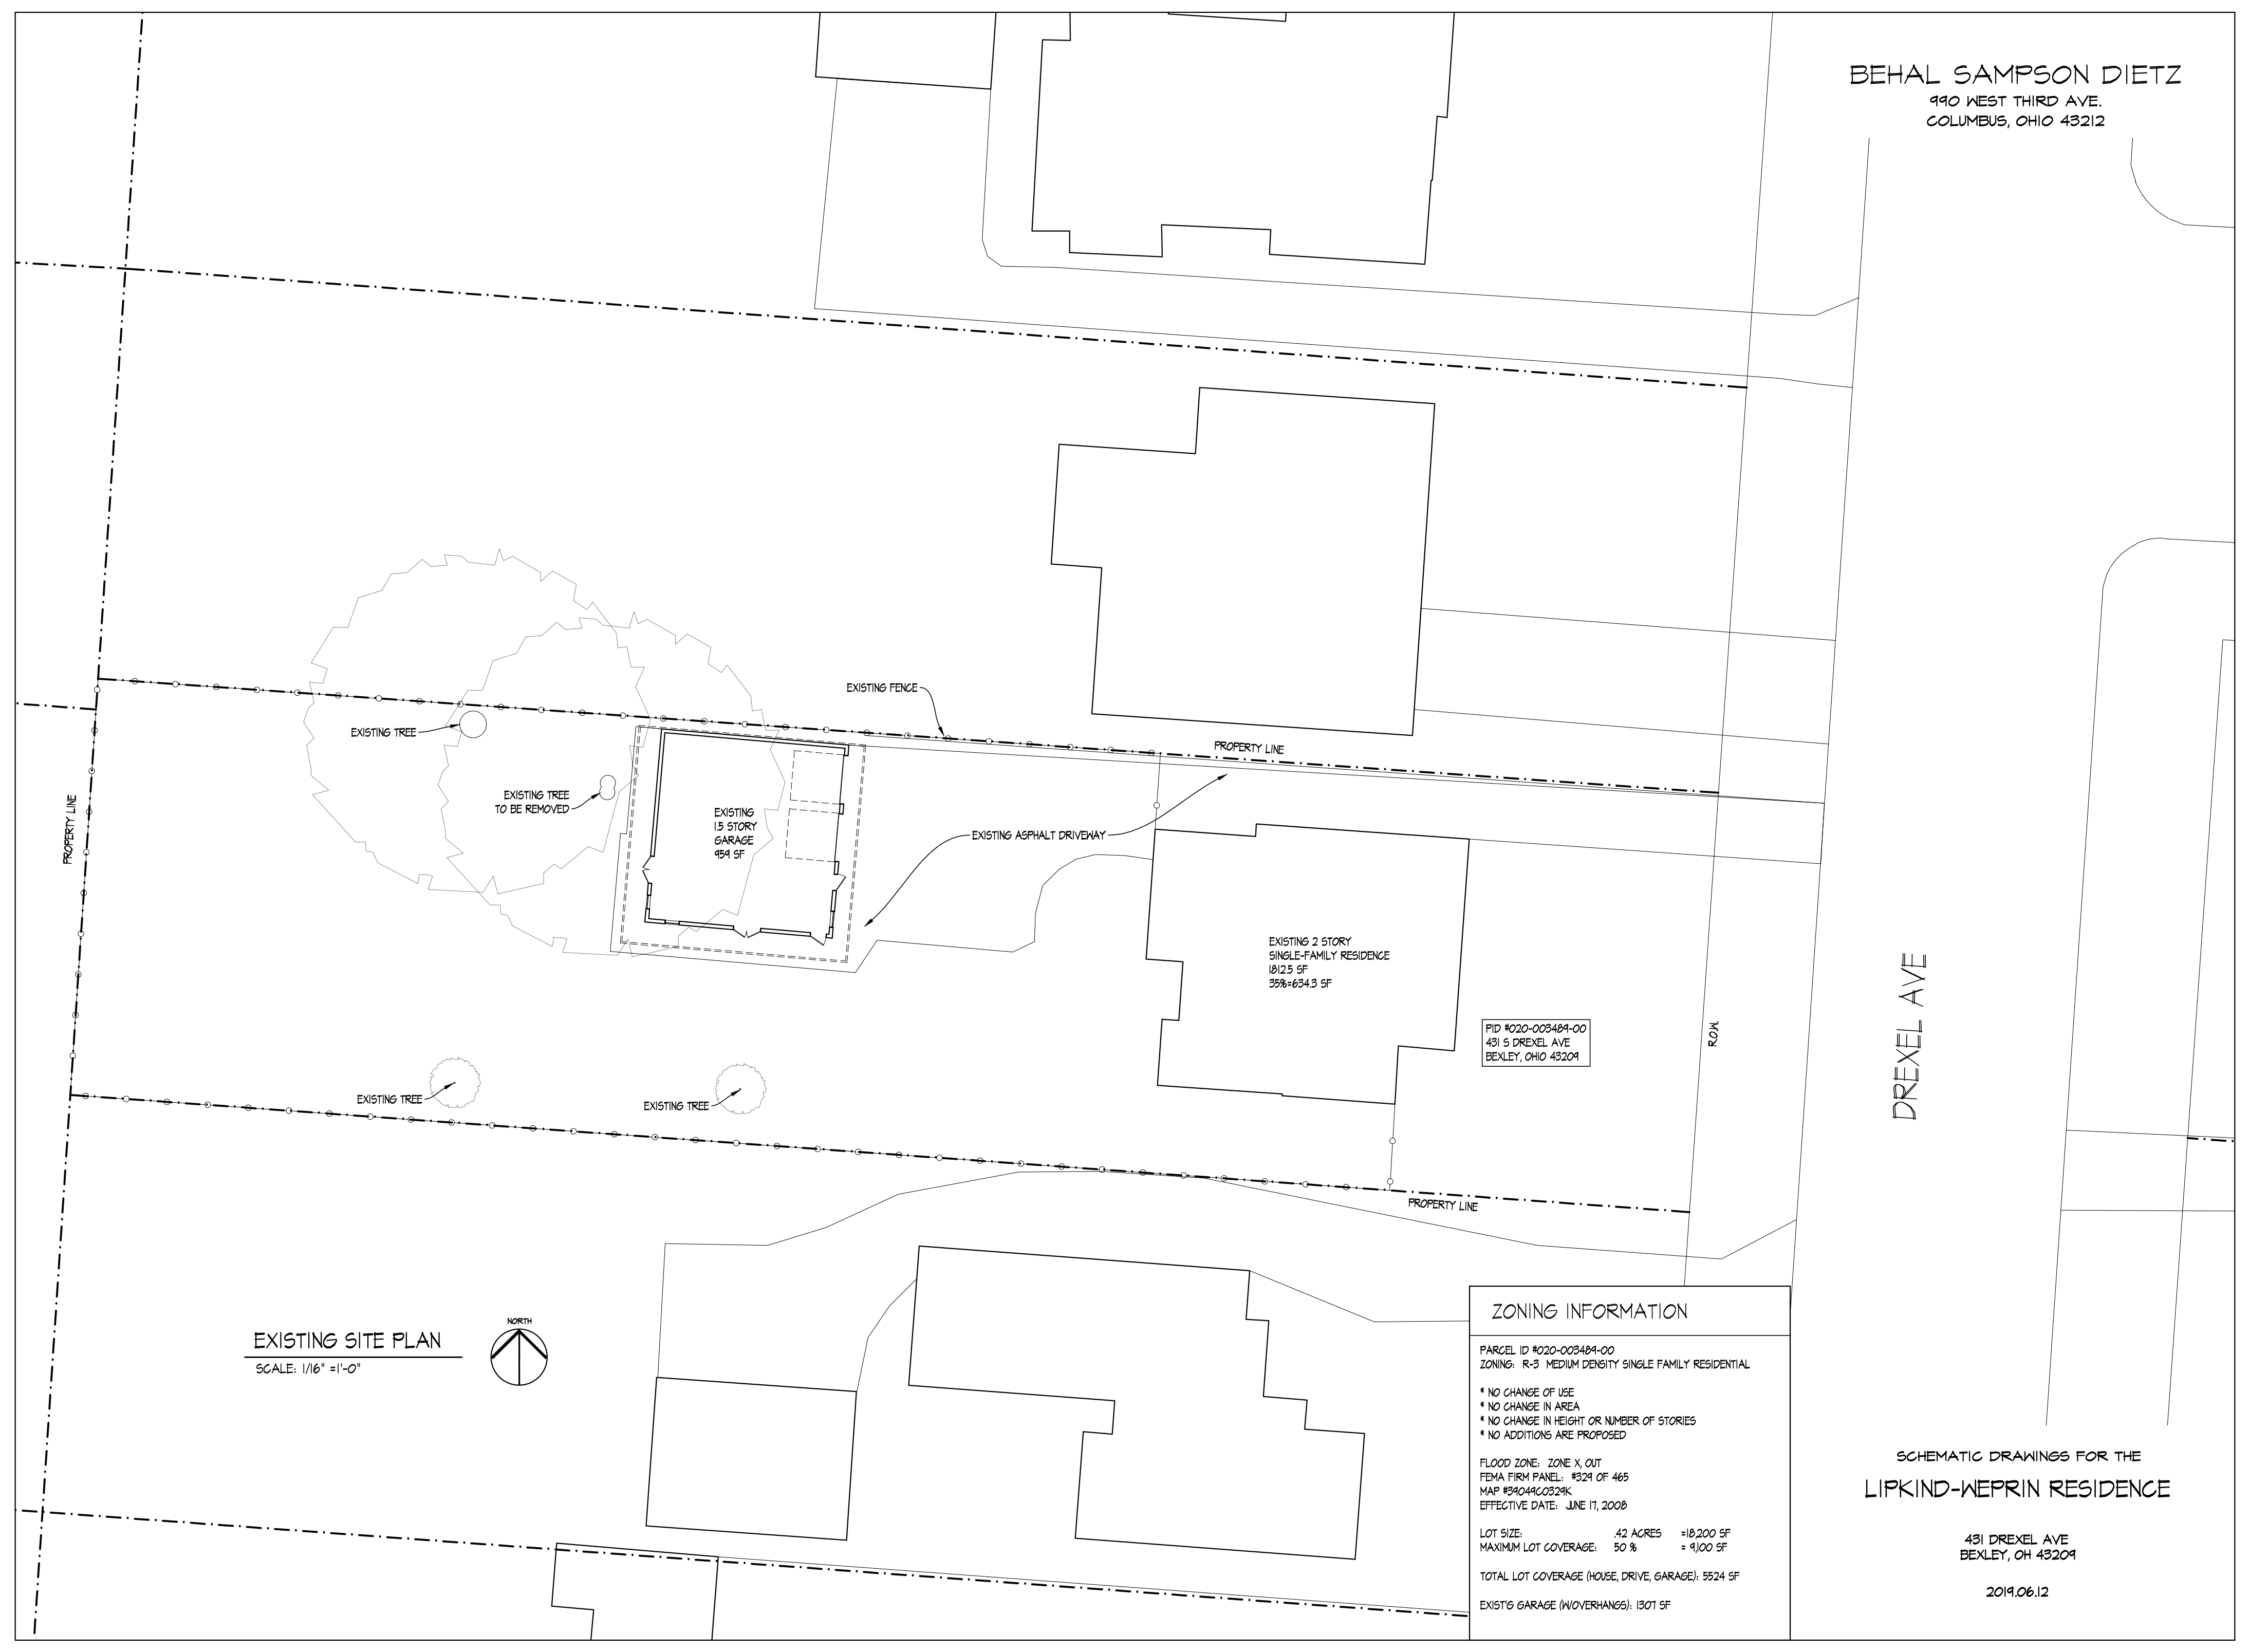 BEHAL SAMPSON DIETZ
990 WEST THIRD AVE.
COLUMBUS, OHIO 43212
EXISTING FENCE
EXISTING TREE
PROPERTY LINE
EXISTING TREE
TO BE REMOVED
EXISTING
1.5 STORY
GARAGE
959 SF
EXISTING ASPHALT DRIVEWAY
PROPERTY LINE
EXISTING 2 STORY
SINGLE-FAMILY RESIDENCE
1812.5 SF
35%=634.3 SF
PID #020-003489-00
431 S DREXEL AVE
BEXLEY, OHIO 43209
R.O.W.
DREXEL AVE
EXISTING TREE
EXISTING TREE
PROPERTY LINE
EXISTING SITE PLAN
SCALE: 1/16" =1'-0"
NORTH
ZONING INFORMATION
PARCEL ID #020-003489-00
ZONING: R-3 MEDIUM DENSITY SINGLE FAMILY RESIDENTIAL
* NO CHANGE OF USE
* NO CHANGE IN AREA
* NO CHANGE IN HEIGHT OR NUMBER OF STORIES
* NO ADDITIONS ARE PROPOSED
FLOOD ZONE: ZONE X, OUT
FEMA FIRM PANEL: #329 OF 465
MAP #39049C0329K
EFFECTIVE DATE: JUNE 17, 2008
LOT SIZE: .42 ACRES =18,200 SF
MAXIMUM LOT COVERAGE: 50 % = 9,100 SF
TOTAL LOT COVERAGE (HOUSE, DRIVE, GARAGE): 5524 SF
EXIST'G GARAGE (W/OVERHANGS): 1307 SF
SCHEMATIC DRAWINGS FOR THE
LIPKIND-WEPRIN RESIDENCE
431 DREXEL AVE
BEXLEY, OH 43209
2019.06.12